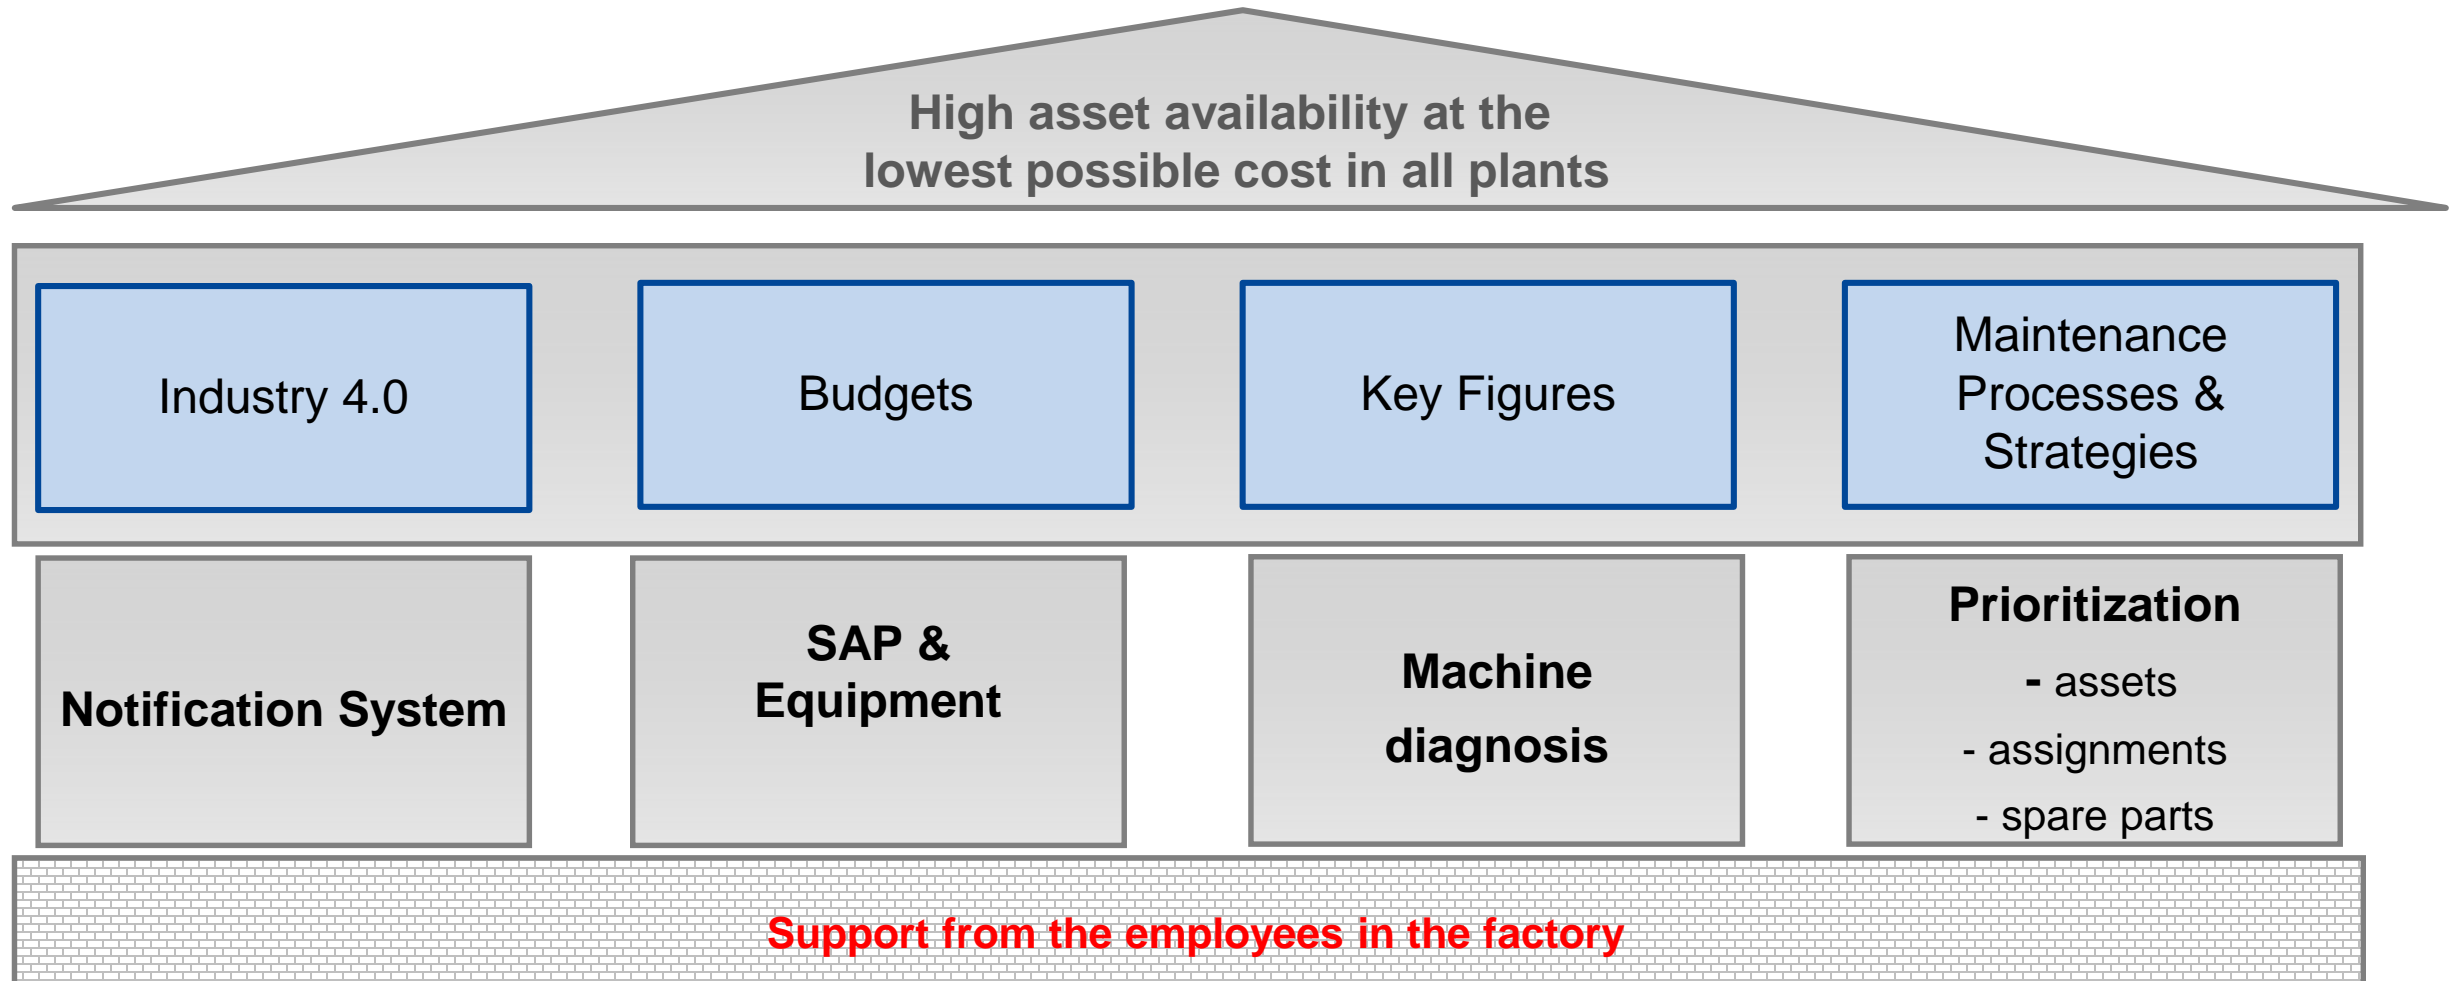 High asset availability at the
lowest possible cost in all plants
Industry 4.0
Budgets
Key Figures
Maintenance
Processes &
Strategies
Notification System
SAP &
Equipment
Machine
diagnosis
Prioritization
- assets
- assignments
- spare parts
Support from the employees in the factory